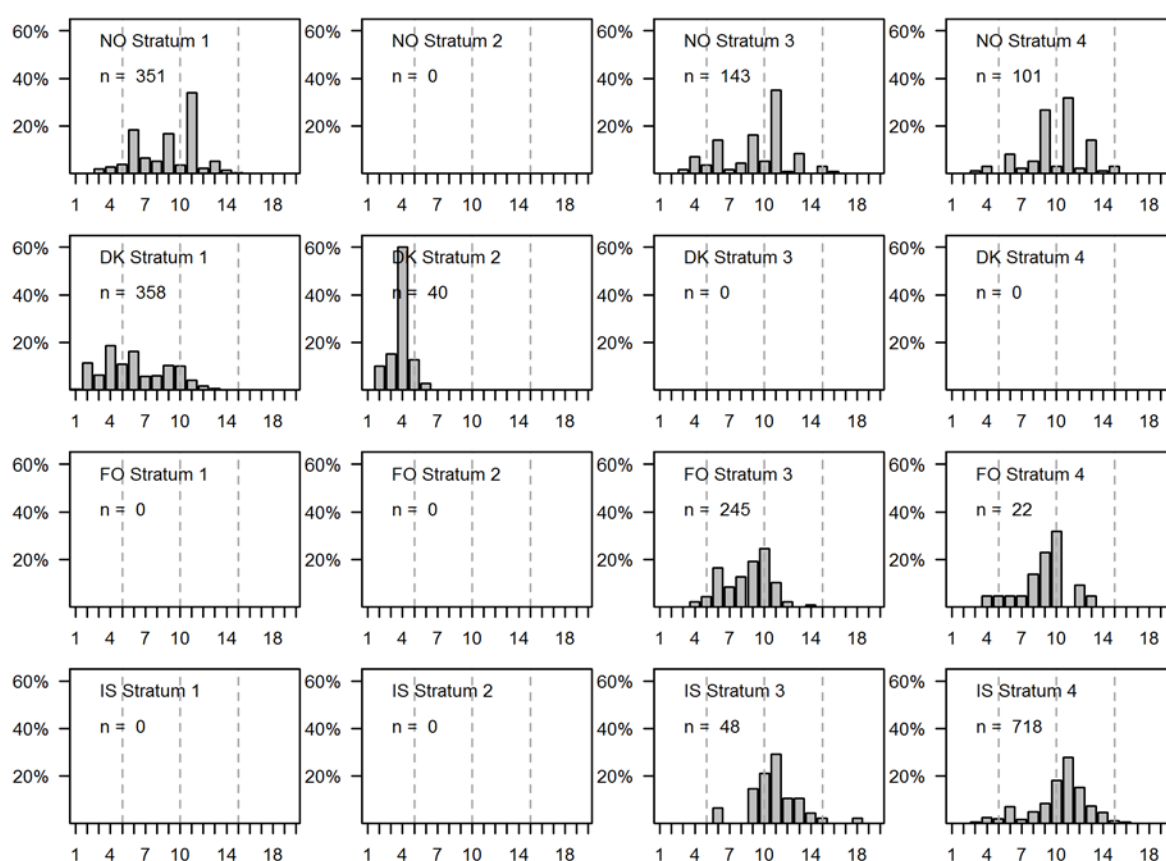 60% NO Stratum 1 60% NO Stratum 2 60% NO Stratum 3 60% NO Stratum 4
40% n = 351 40% n = 0 40% n = 143 40% n = 101
20% 20% 20% 20%
1 4 7 10 14 18 1 4 7 10 14 18 1 4 7 10 14 18 1 4 7 10 14 18
60% DK Stratum 1 60% DK Stratum 2 60% DK Stratum 3 60% DK Stratum 4
40% n = 358 40% n = 40 40% n = 0 40% n = 0
20% 20% 20% 20%
1 4 7 10 14 18 1 4 7 10 14 18 1 4 7 10 14 18 1 4 7 10 14 18
60% FO Stratum 1 60% FO Stratum 2 60% FO Stratum 3 60% FO Stratum 4
40% n = 0 40% n = 0 40% n = 245 40% n = 22
20% 20% 20% 20%
1 4 7 10 14 18 1 4 7 10 14 18 1 4 7 10 14 18 1 4 7 10 14 18
60% IS Stratum 1 60% IS Stratum 2 60% IS Stratum 3 60% IS Stratum 4
40% n = 0 40% n = 0 40% n = 48 40% n = 718
20% 20% 20% 20%
1 4 7 10 14 18 1 4 7 10 14 18 1 4 7 10 14 18 1 4 7 10 14 18